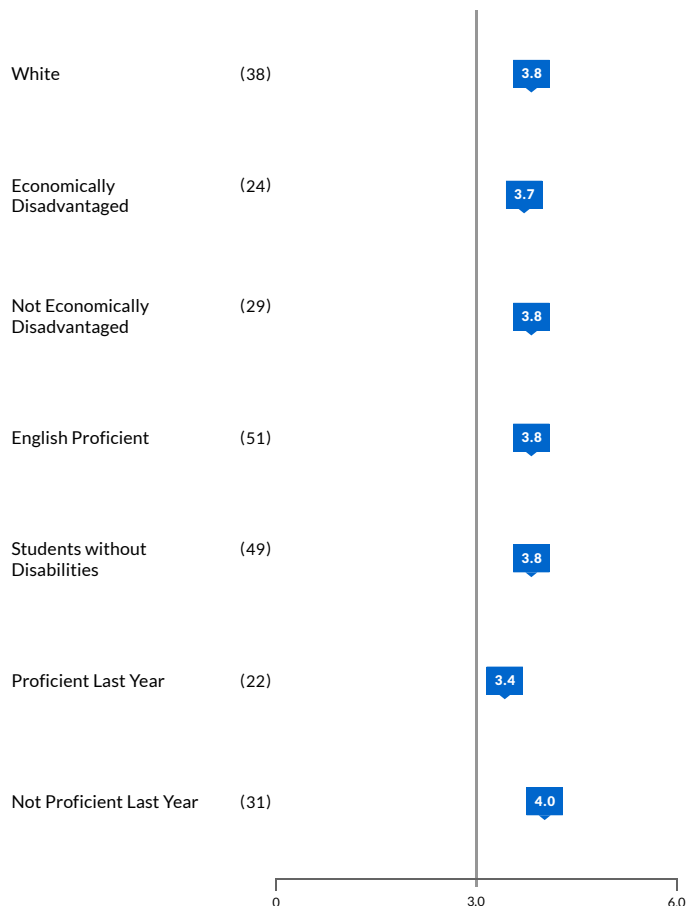 White (38) 3.8
Economically (24)
Disadvantaged
3.7
Not Economically (29)
Disadvantaged
3.8
English Proficient (51) 3.8
Students without (49)
Disabilities
3.8
Proficient Last Year (22) 3.4
Not Proficient Last Year (31) 4.0
0 3.0 6.0